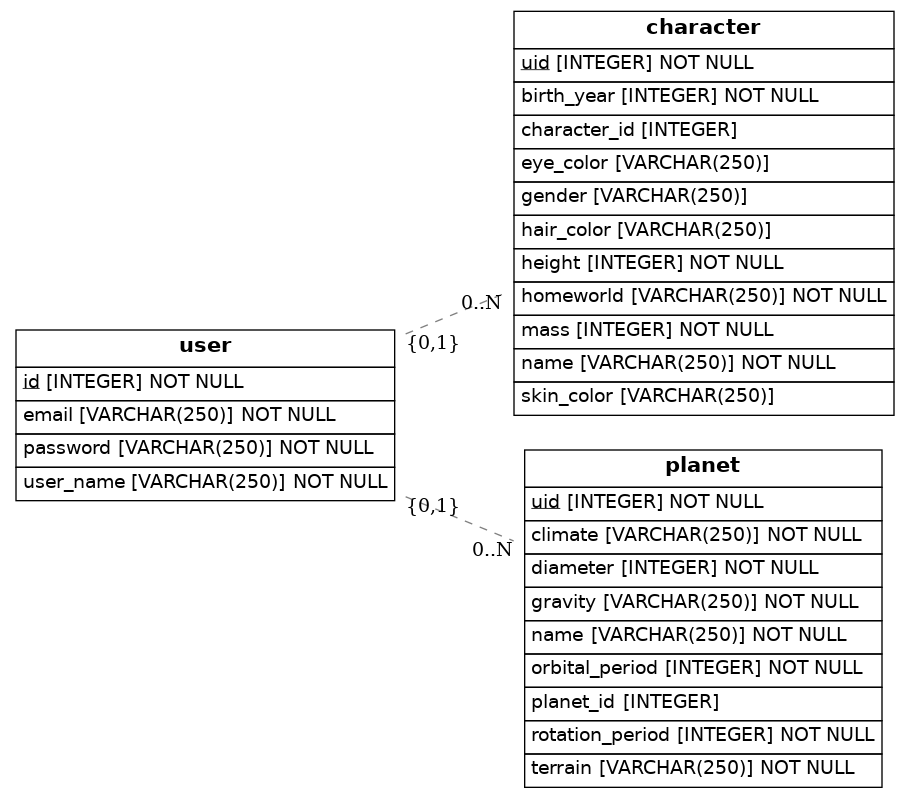 character
uid [INTEGER] NOT NULL
birth_year [INTEGER] NOT NULL
character_id [INTEGER]
eye_color [VARCHAR(250)]
gender [VARCHAR(250)]
hair_color [VARCHAR(250)]
height [INTEGER] NOT NULL
homeworld [VARCHAR(250)] NOT NULL
mass [INTEGER] NOT NULL
name [VARCHAR(250)] NOT NULL
skin_color [VARCHAR(250)]
0..N
{0,1}
user
id [INTEGER] NOT NULL
email [VARCHAR(250)] NOT NULL
password [VARCHAR(250)] NOT NULL
user_name [VARCHAR(250)] NOT NULL
{0,1}
0..N
planet
uid [INTEGER] NOT NULL
climate [VARCHAR(250)] NOT NULL
diameter [INTEGER] NOT NULL
gravity [VARCHAR(250)] NOT NULL
name [VARCHAR(250)] NOT NULL
orbital_period [INTEGER] NOT NULL
planet_id [INTEGER]
rotation_period [INTEGER] NOT NULL
terrain [VARCHAR(250)] NOT NULL